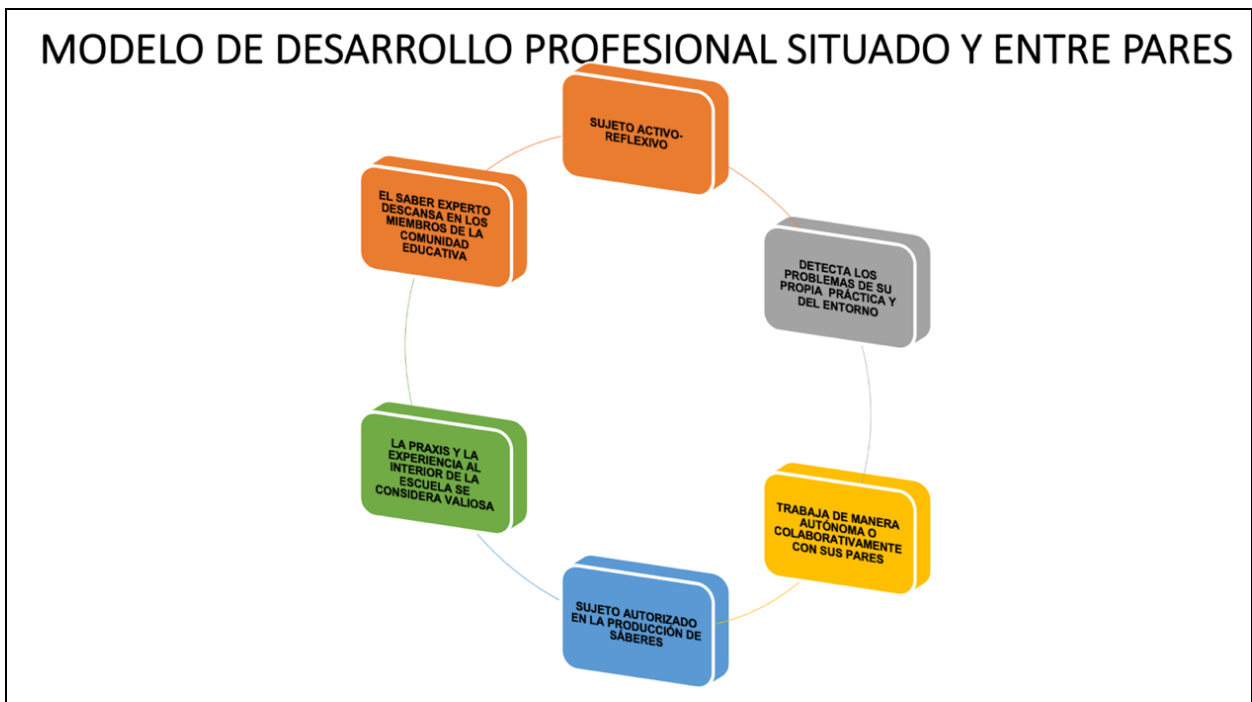 MODELO DE DESARROLLO PROFESIONAL SITUADO Y ENTRE PARES
SUJETO ACTIVO-
REFLEXIVO
DETECTA LOS
PROBLEMAS DE SU
PROPIA PRÁCTICA Y
DEL ENTORNO
TRABAJA DE MANERA
AUTÓNOMA O
COLABORATIVAMENTE
CON SUS PARES
SUJETO AUTORIZADO
EN LA PRODUCCIÓN DE
SÁBERES
LA PRAXIS Y LA
EXPERIENCIA AL
INTERIOR DE LA
ESCUELA SE
CONSIDERA VALIOSA
EL SABER EXPERTO
DESCANSA EN LOS
MIEMBROS DE LA
COMUNIDAD
EDUCATIVA